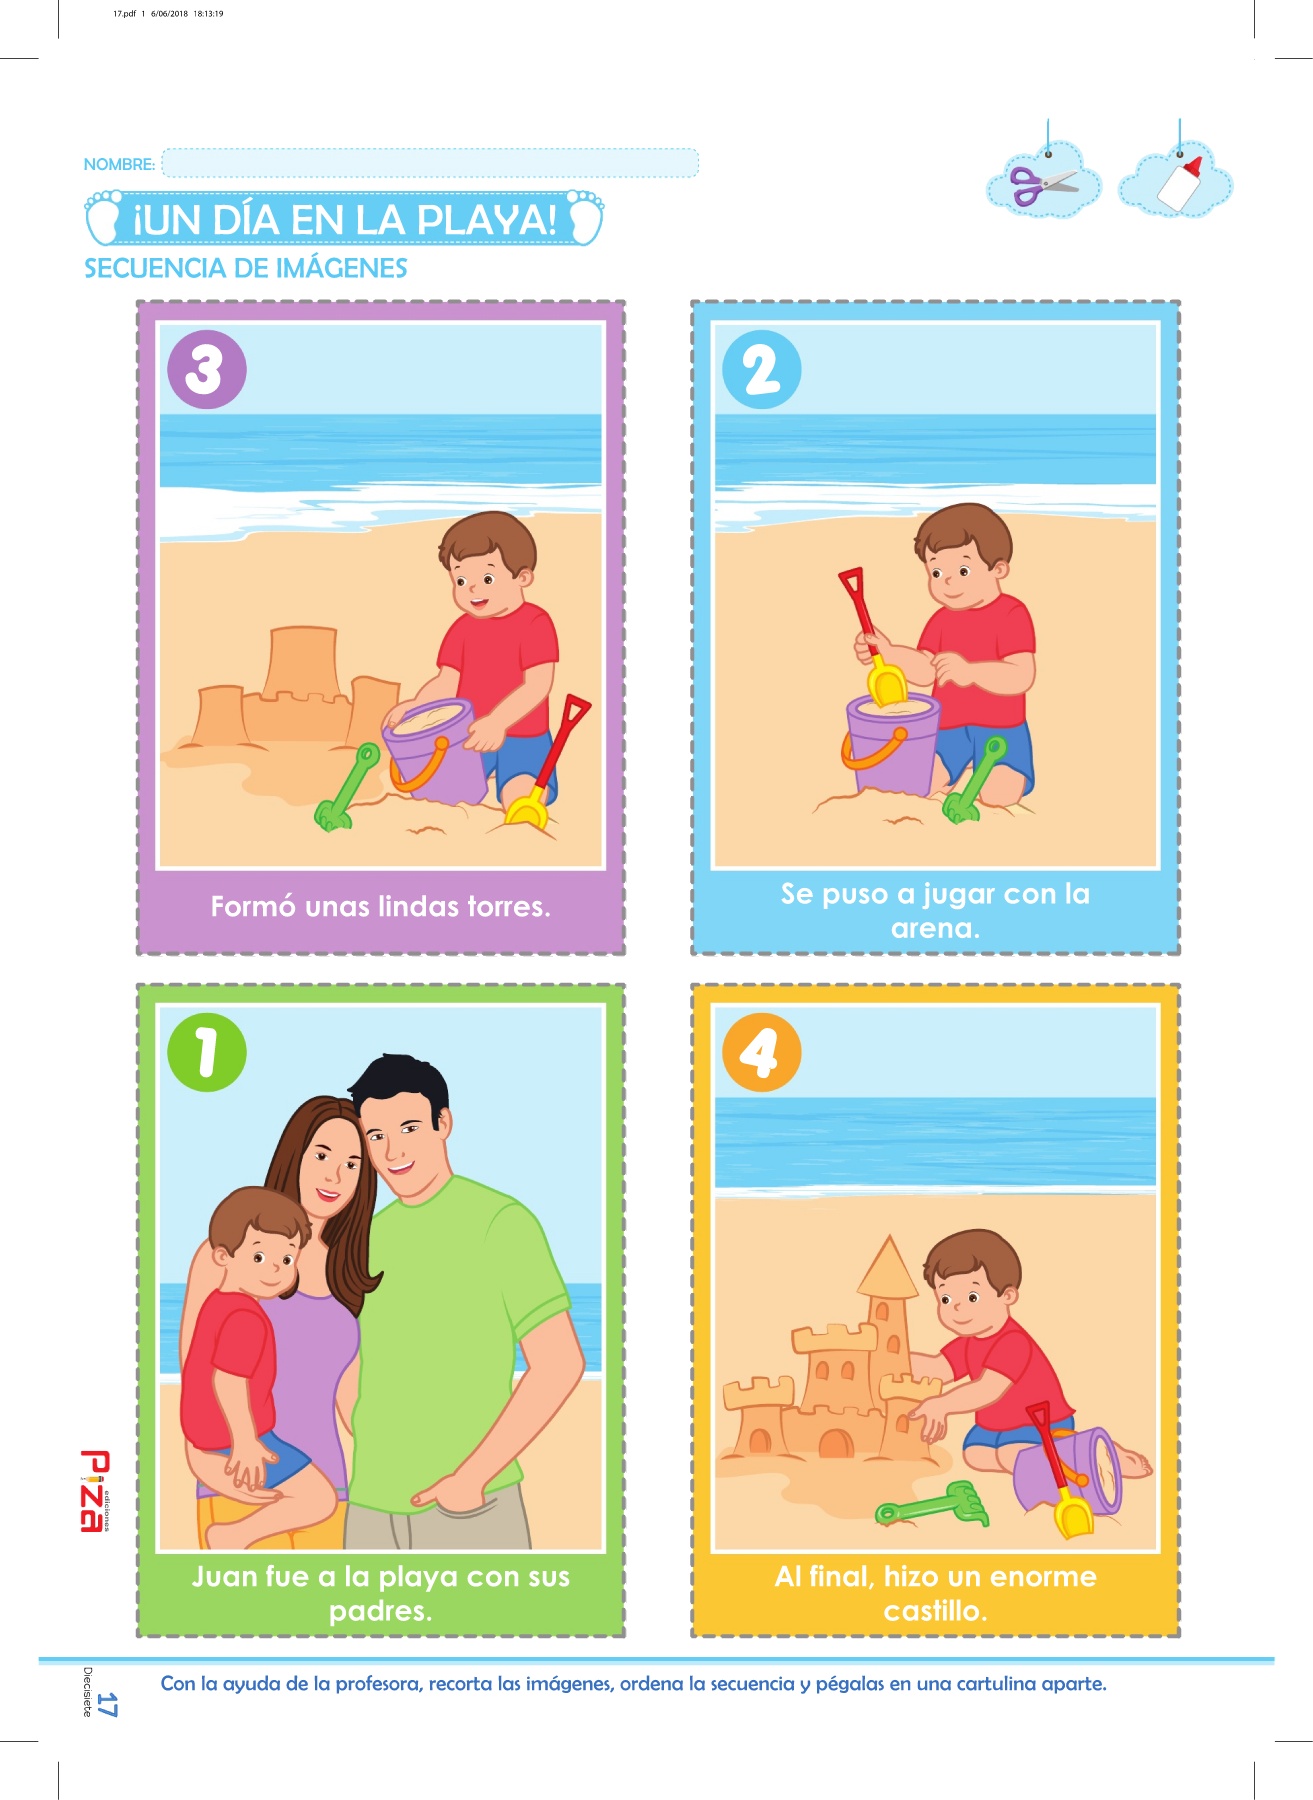 17.pdf 1 6/06/2018 18:13:19
NOMBRE:
¡UN DÍA EN LA PLAYA!
SECUENCIA DE IMÁGENES
3
Formó unas lindas torres.
2
Se puso a jugar con la
arena.
1
Juan fue a la playa con sus
padres.
4
Al final, hizo un enorme
castillo.
Piza
ediciones
17
Diecisiete
Con la ayuda de la profesora, recorta las imágenes, ordena la secuencia y pégalas en una cartulina aparte.